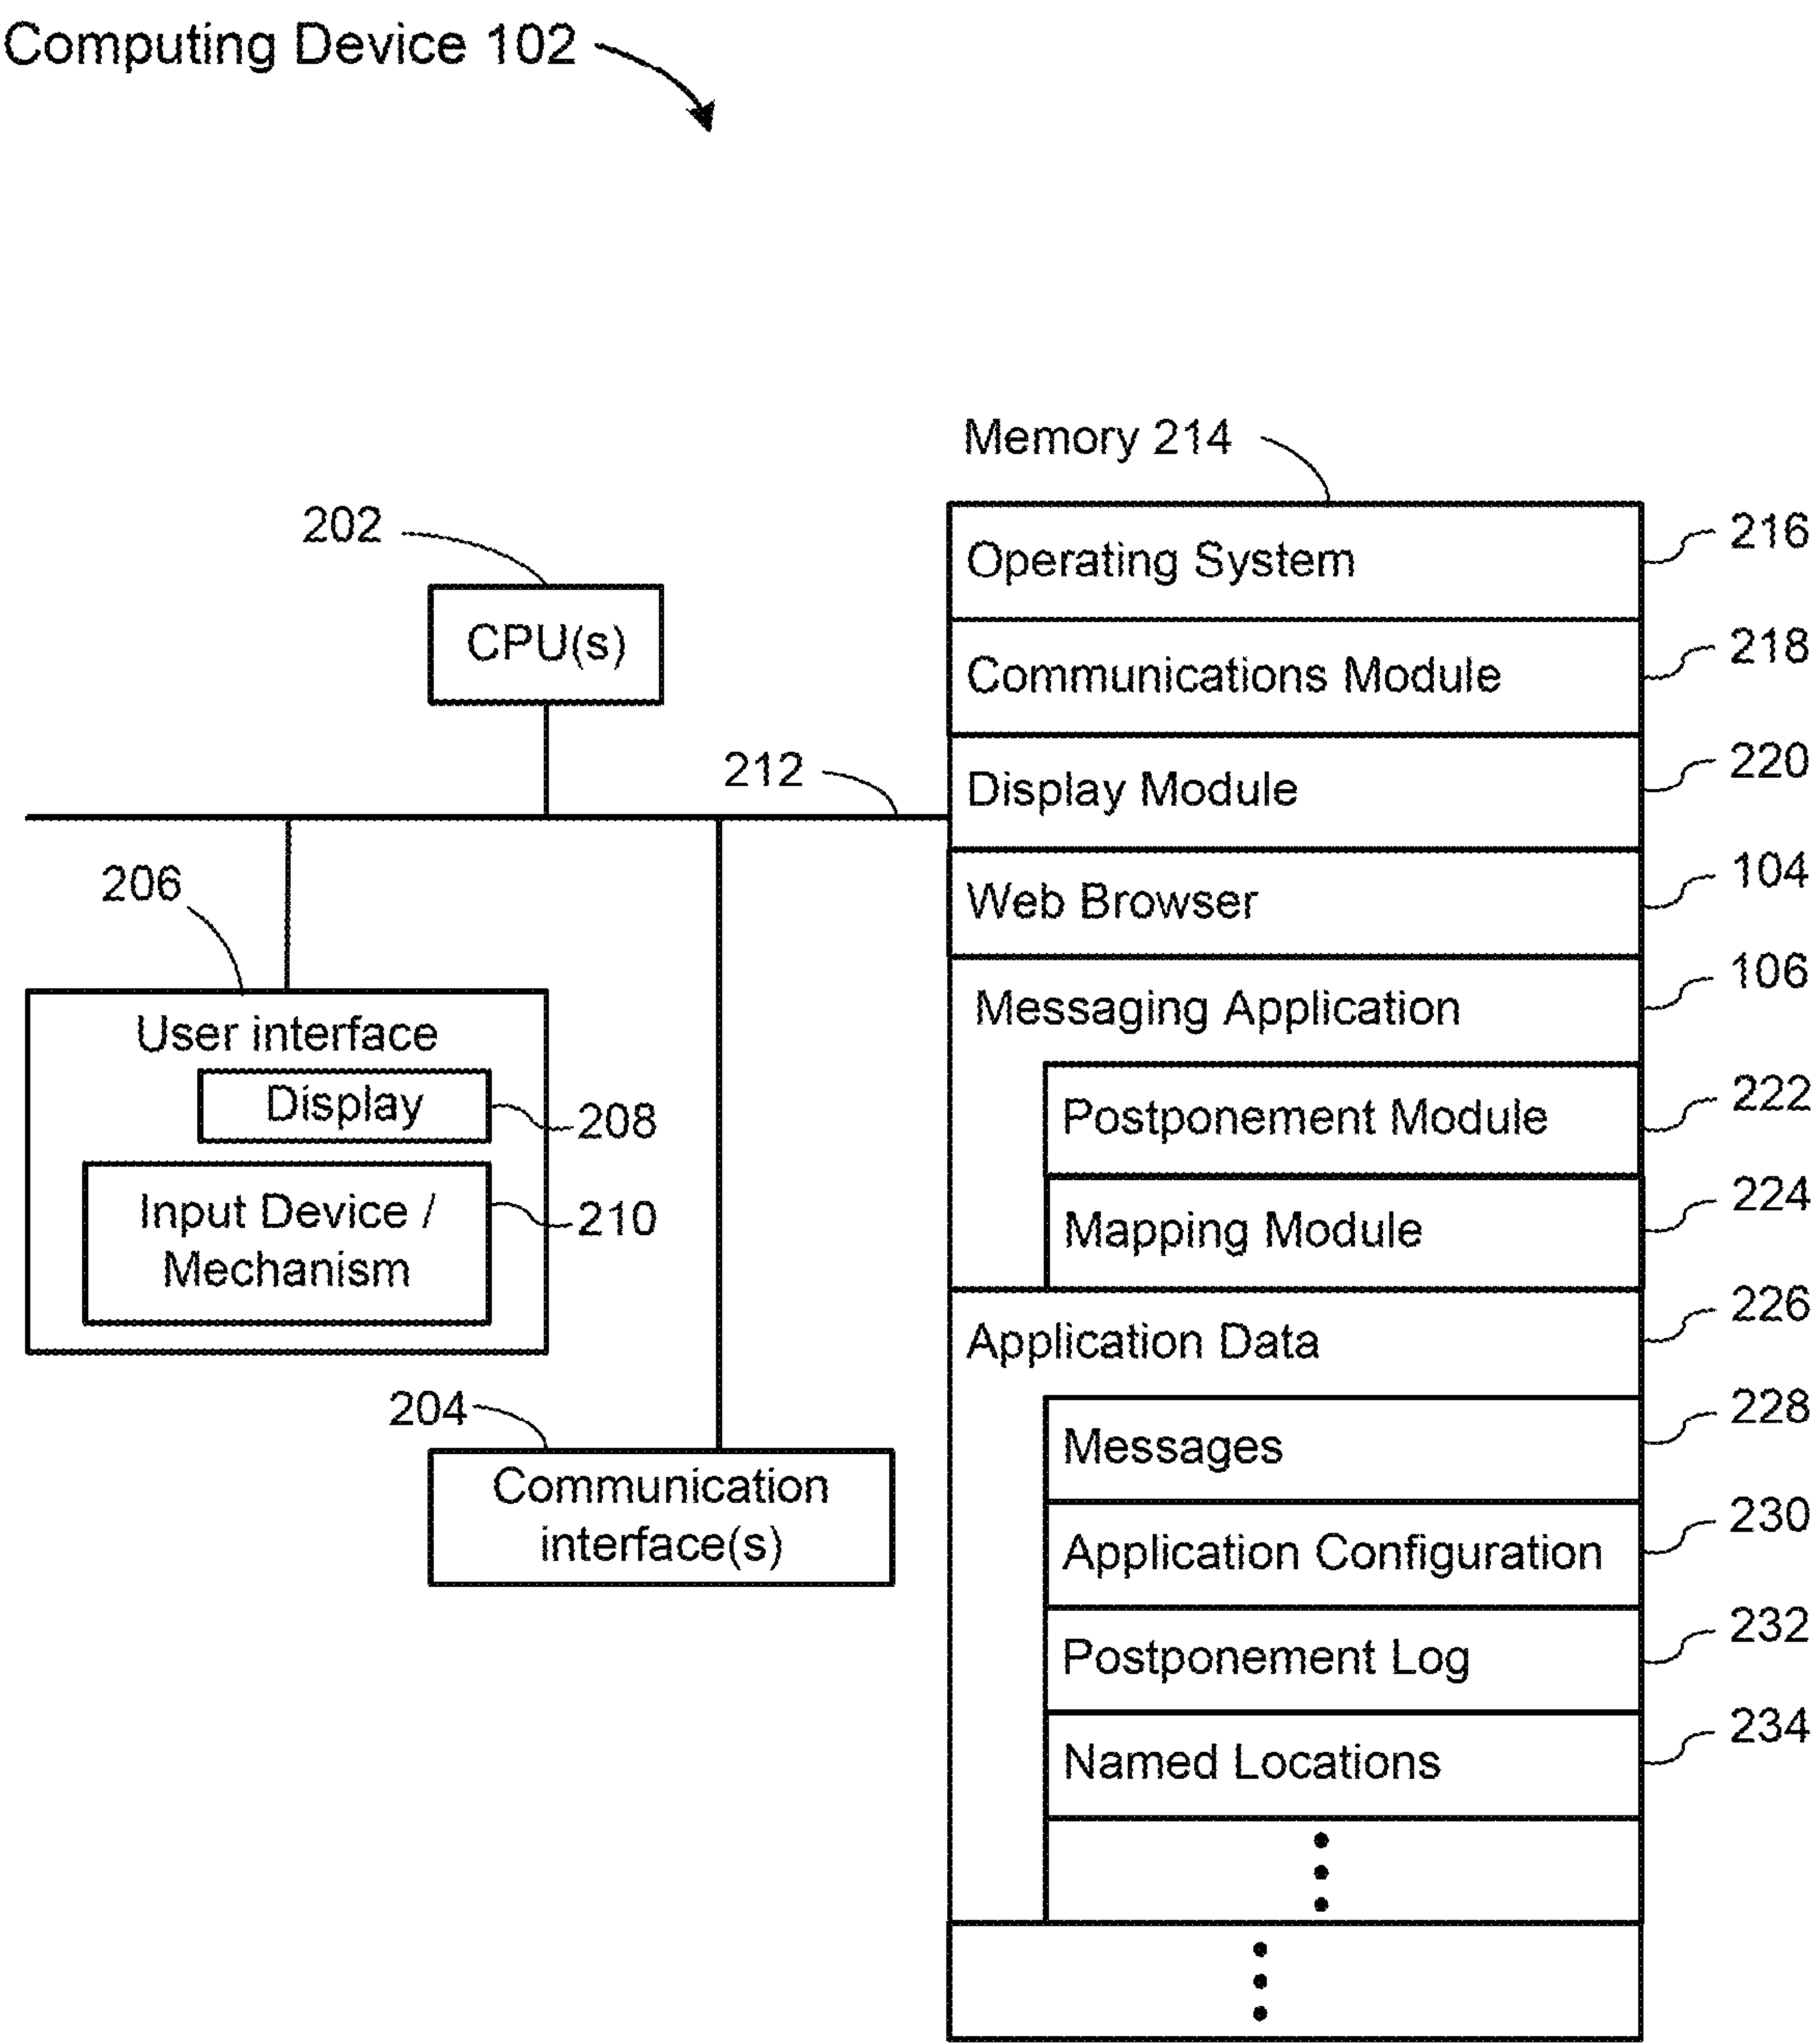 Computing Device 102
Memory 214
202
CPU(s)
212
206
User interface
Display
208
Input Device /
Mechanism
210
204
Communication
interface(s)
Operating System
216
Communications Module
218
Display Module
220
Web Browser
104
Messaging Application
106
Postponement Module
222
Mapping Module
224
Application Data
226
Messages
228
Application Configuration
230
Postponement Log
232
Named Locations
234